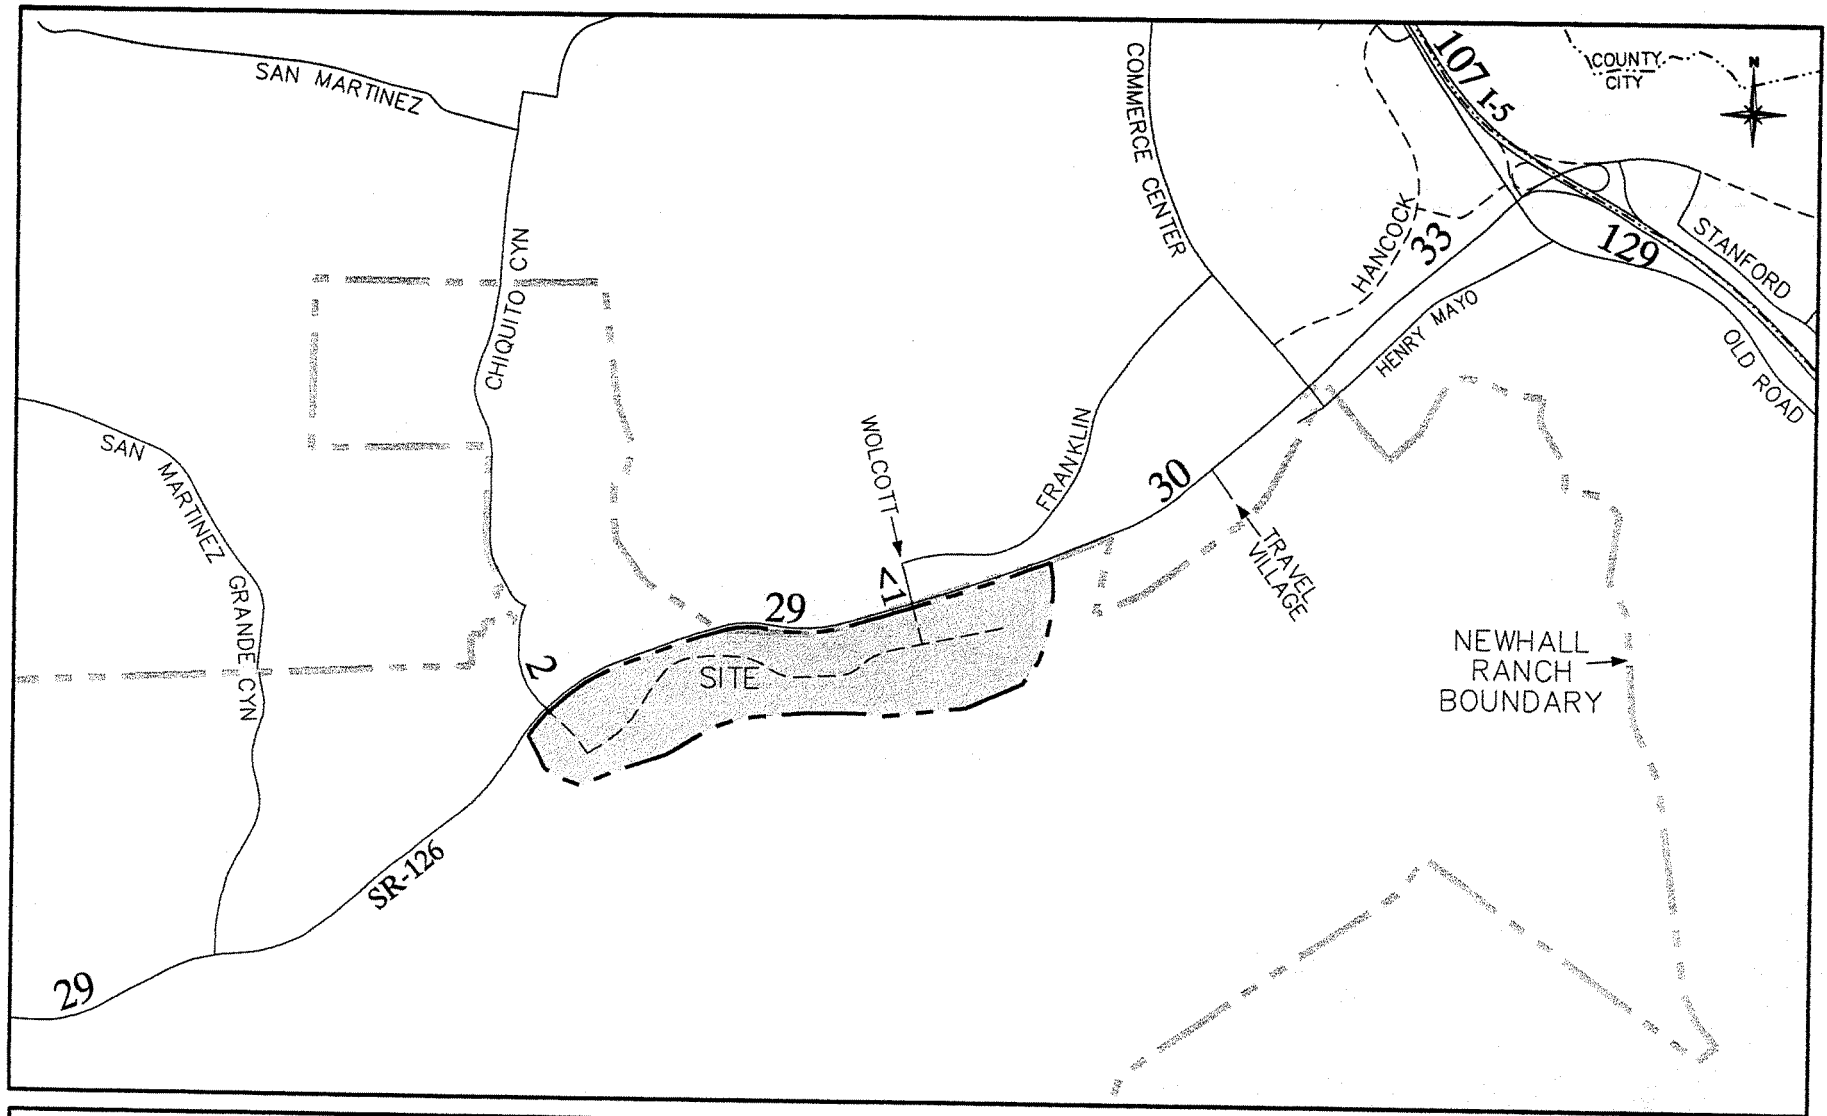 SAN MARTINEZ
COMMERCE CENTER
107 I-5
COUNTY
CITY
N
CHIQUITO CYN
HANCOCK
33
129
STANFORD
HENRY MAYO
OLD ROAD
SAN MARTINEZ GRANDE CYN
WOLCOTT
FRANKLIN
30
TRAVEL
VILLAGE
<1
29
2
SITE
NEWHALL
RANCH
BOUNDARY
SR-126
29